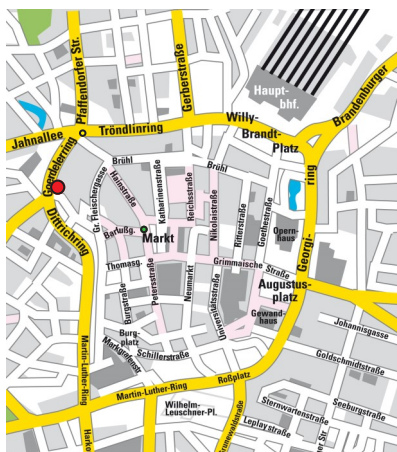 Pfaffendorfer Str.
Gerberstraße
Haupt-
bhf.
Brandenburger
Jahnallee
Tröndlinring
Willy-
Brandt-
Platz
Goerdelerring
Brühl
Brühl
Gr. Fleischergasse
Hainstraße
Katharinenstraße
Reichsstraße
Nikolaistraße
Ritterstraße
Goethestraße
Georgi-
ring
Dittrichring
Barfußg.
Markt
Opern-
haus
Thomasg.
Grimmaische
Straße
Petersstraße
Neumarkt
Universitätsstraße
Burgstraße
Augustus-
platz
Gewand-
haus
Johannisgasse
Burg-
platz
Markgrafenstr.
Schillerstraße
Goldschmidtstraße
Martin-Luther-Ring
Martin-Luther-Ring
Roßplatz
Wilhelm-
Leuschner-Pl.
Sternwartenstraße
Seeburgstraße
Leplaystraße